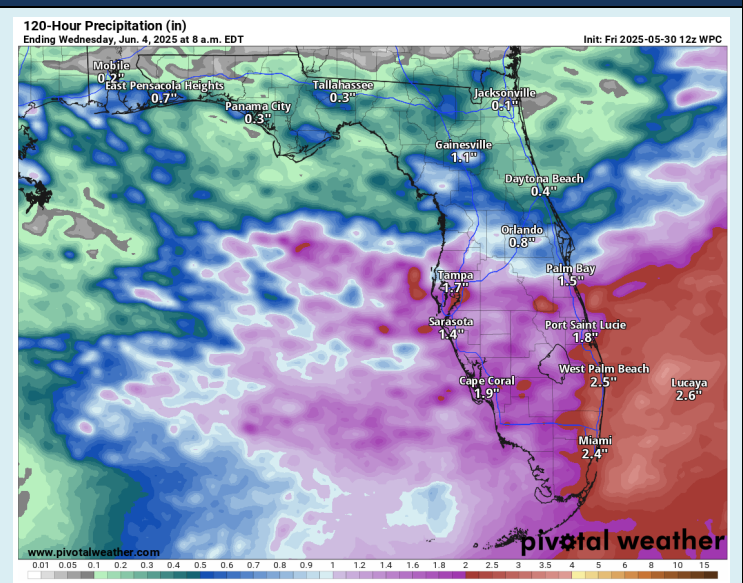 120-Hour Precipitation (in)
Ending Wednesday, Jun. 4, 2025 at 8 a.m. EDT Init: Fri 2025-05-30 12z WPC
Mobile
0.2"
East Pensacola Heights
0.7"
Panama City
0.3"
Tallahassee
0.3"
Jacksonville
0.1"
Gainesville
1.1"
Daytona Beach
0.4"
Orlando
0.8"
Tampa
1.7"
Palm Bay
1.5"
Sarasota
1.4"
Port Saint Lucie
1.8"
Cape Coral
1.9"
West Palm Beach
2.5"
Lucaya
2.6"
Miami
2.4"
www.pivotalweather.com
pivotal weather
0.01 0.05 0.1 0.2 0.3 0.4 0.5 0.6 0.7 0.8 0.9 1 1.2 1.4 1.6 1.8 2 2.5 3 3.5 4 5 6 8 10 15